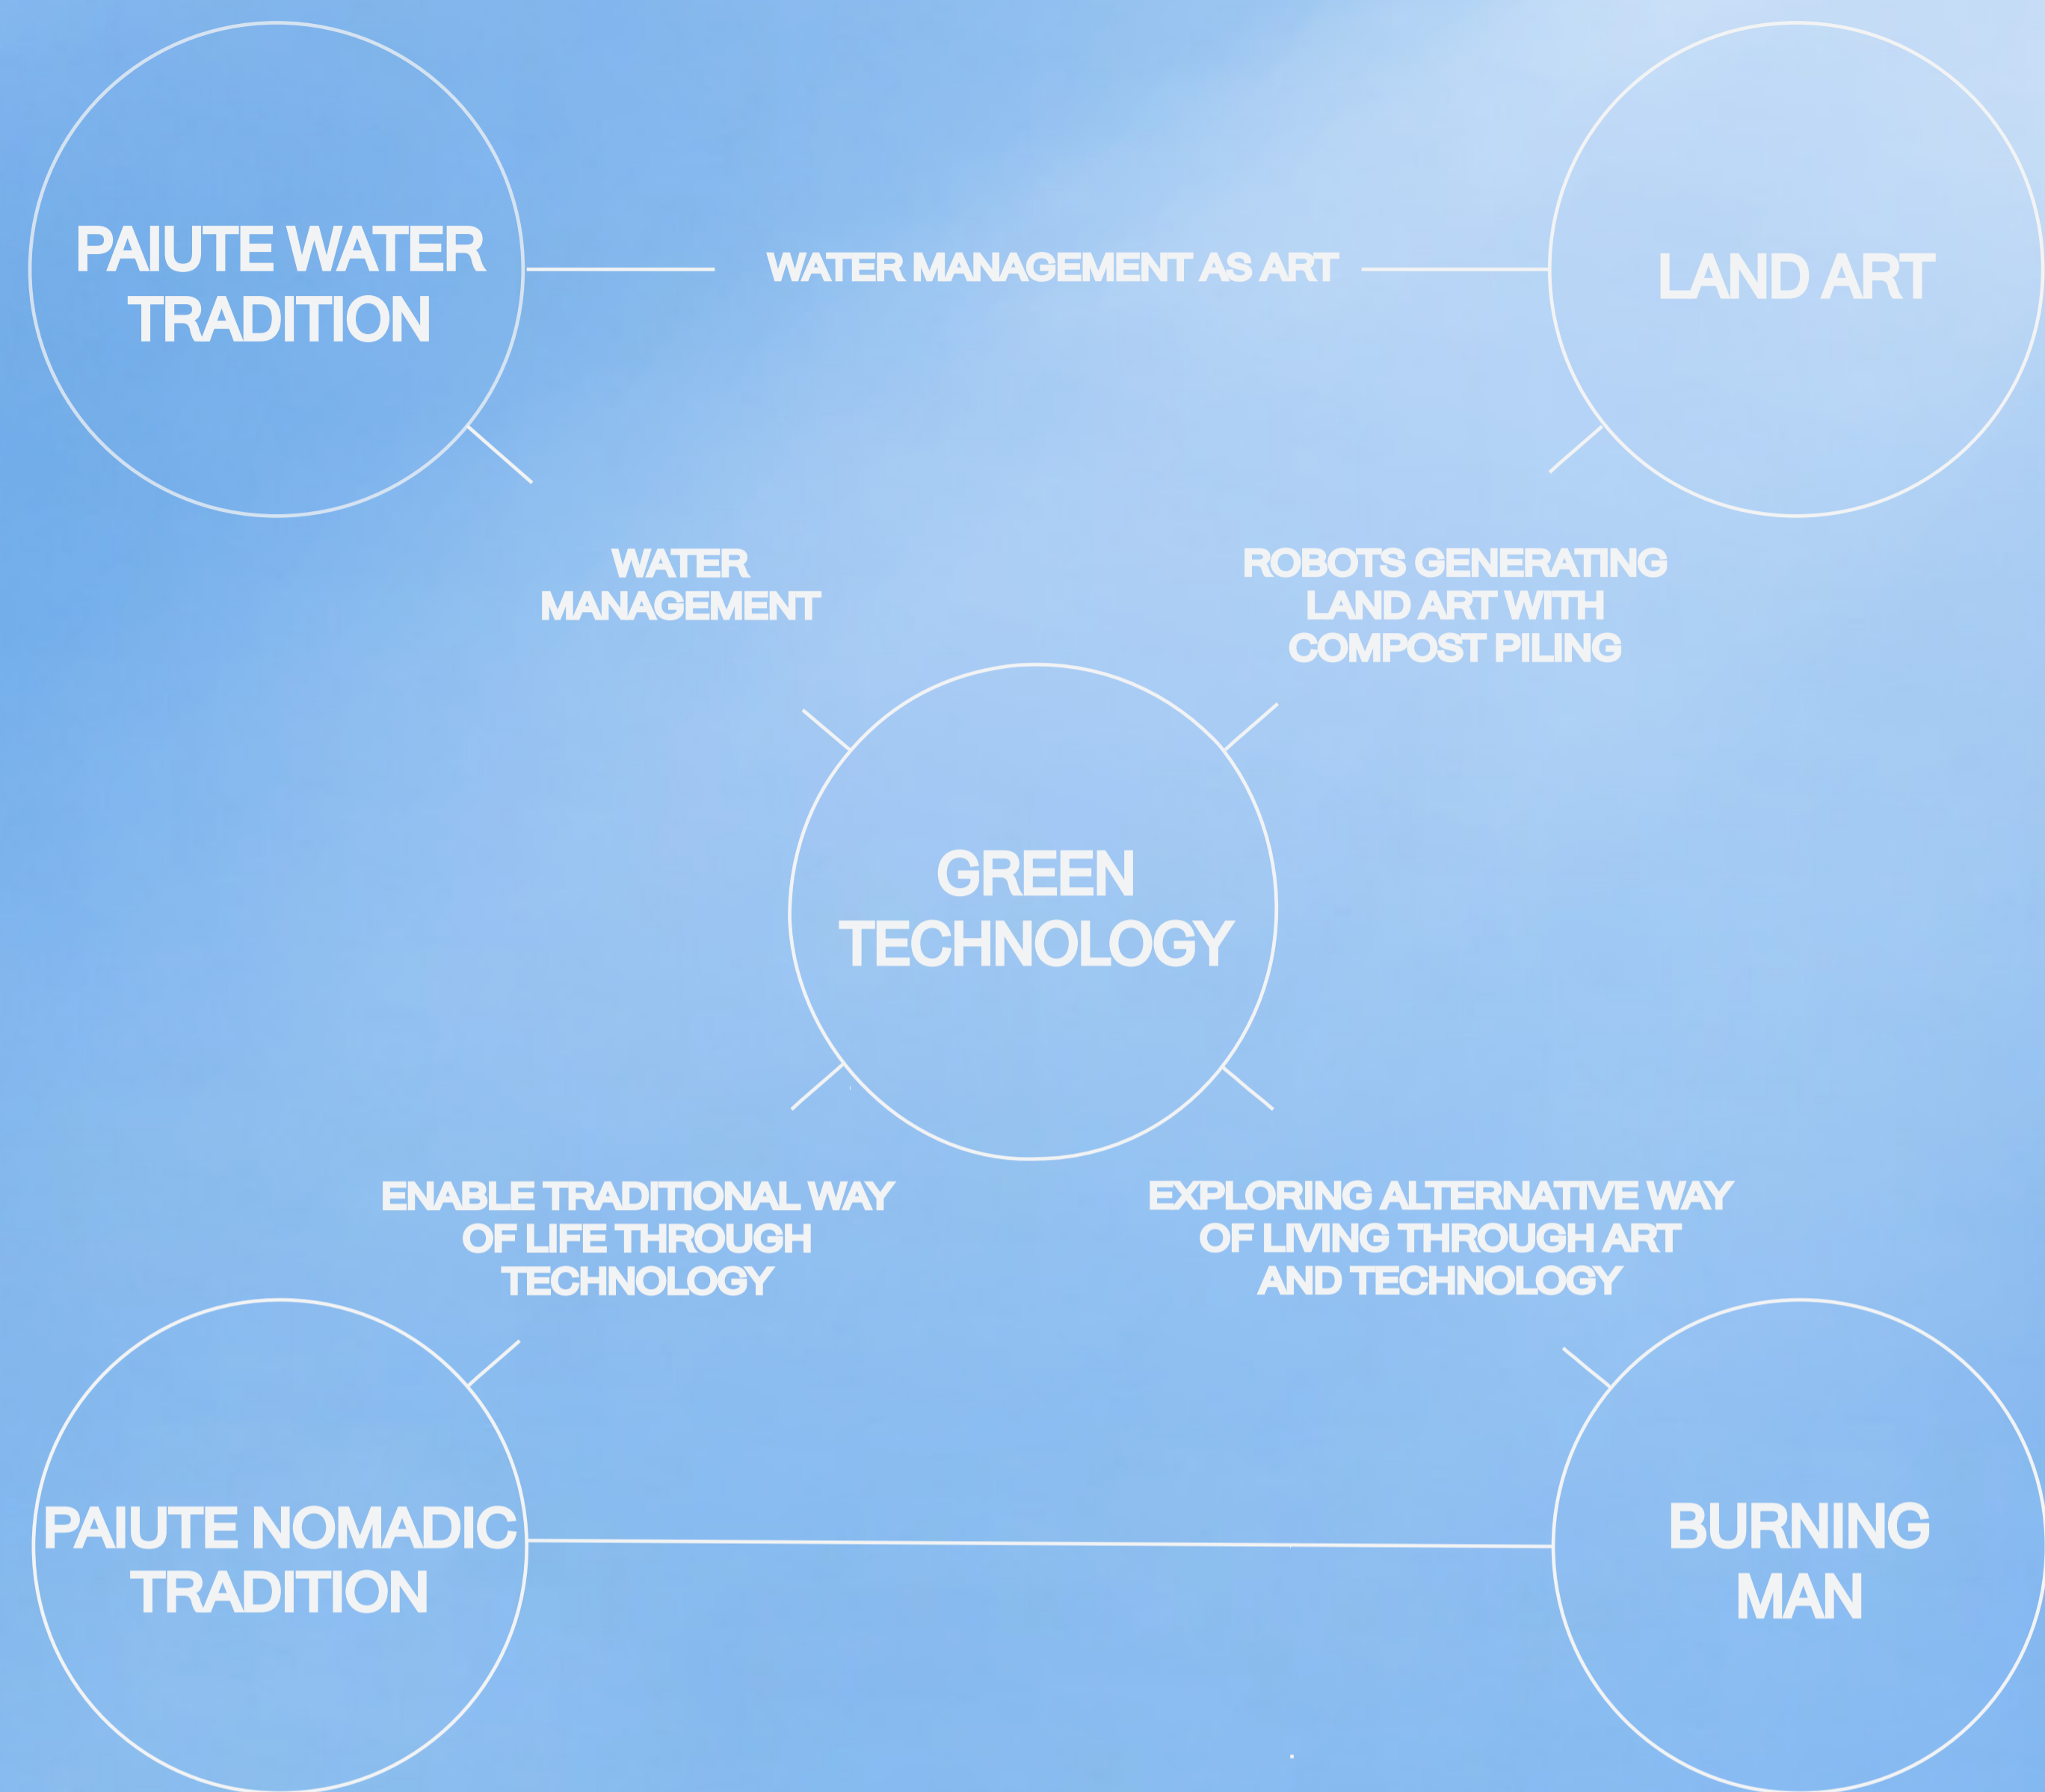 PAIUTE WATER
TRADITION
WATER MANAGEMENT AS ART
LAND ART
WATER
MANAGEMENT
ROBOTS GENERATING
LAND ART WITH
COMPOST PILING
GREEN
TECHNOLOGY
ENABLE TRADITIONAL WAY
OF LIFE THROUGH
TECHNOLOGY
EXPLORING ALTERNATIVE WAY
OF LIVING THROUGH ART
AND TECHNOLOGY
PAIUTE NOMADIC
TRADITION
BURNING
MAN